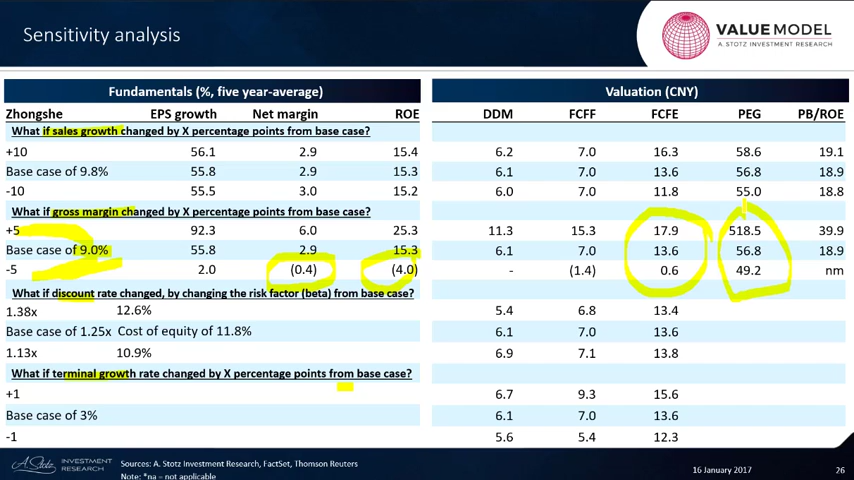 Sensitivity analysis
VALUE MODEL
A. STOTZ INVESTMENT RESEARCH
Fundamentals (%, five year-average) Valuation (CNY)
Zhongshe EPS growth Net margin ROE DDM FCFF FCFE PEG PB/ROE
What if sales growth changed by X percentage points from base case?
+10 56.1 2.9 15.4 6.2 7.0 16.3 58.6 19.1
Base case of 9.8% 55.8 2.9 15.3 6.1 7.0 13.6 56.8 18.9
-10 55.5 3.0 15.2 6.0 7.0 11.8 55.0 18.8
What if gross margin changed by X percentage points from base case?
+5 92.3 6.0 25.3 11.3 15.3 17.9 518.5 39.9
Base case of 9.0% 55.8 2.9 15.3 6.1 7.0 13.6 56.8 18.9
-5 2.0 (0.4) (4.0) - (1.4) 0.6 49.2 nm
What if discount rate changed, by changing the risk factor (beta) from base case?
1.38x 12.6% 5.4 6.8 13.4
Base case of 1.25x Cost of equity of 11.8% 6.1 7.0 13.6
1.13x 10.9% 6.9 7.1 13.8
What if terminal growth rate changed by X percentage points from base case?
+1 6.7 9.3 15.6
Base case of 3% 6.1 7.0 13.6
-1 5.6 5.4 12.3
A. Stotz INVESTMENT RESEARCH
Sources: A. Stotz Investment Research, FactSet, Thomson Reuters
Note: *na – not applicable
16 January 2017 26